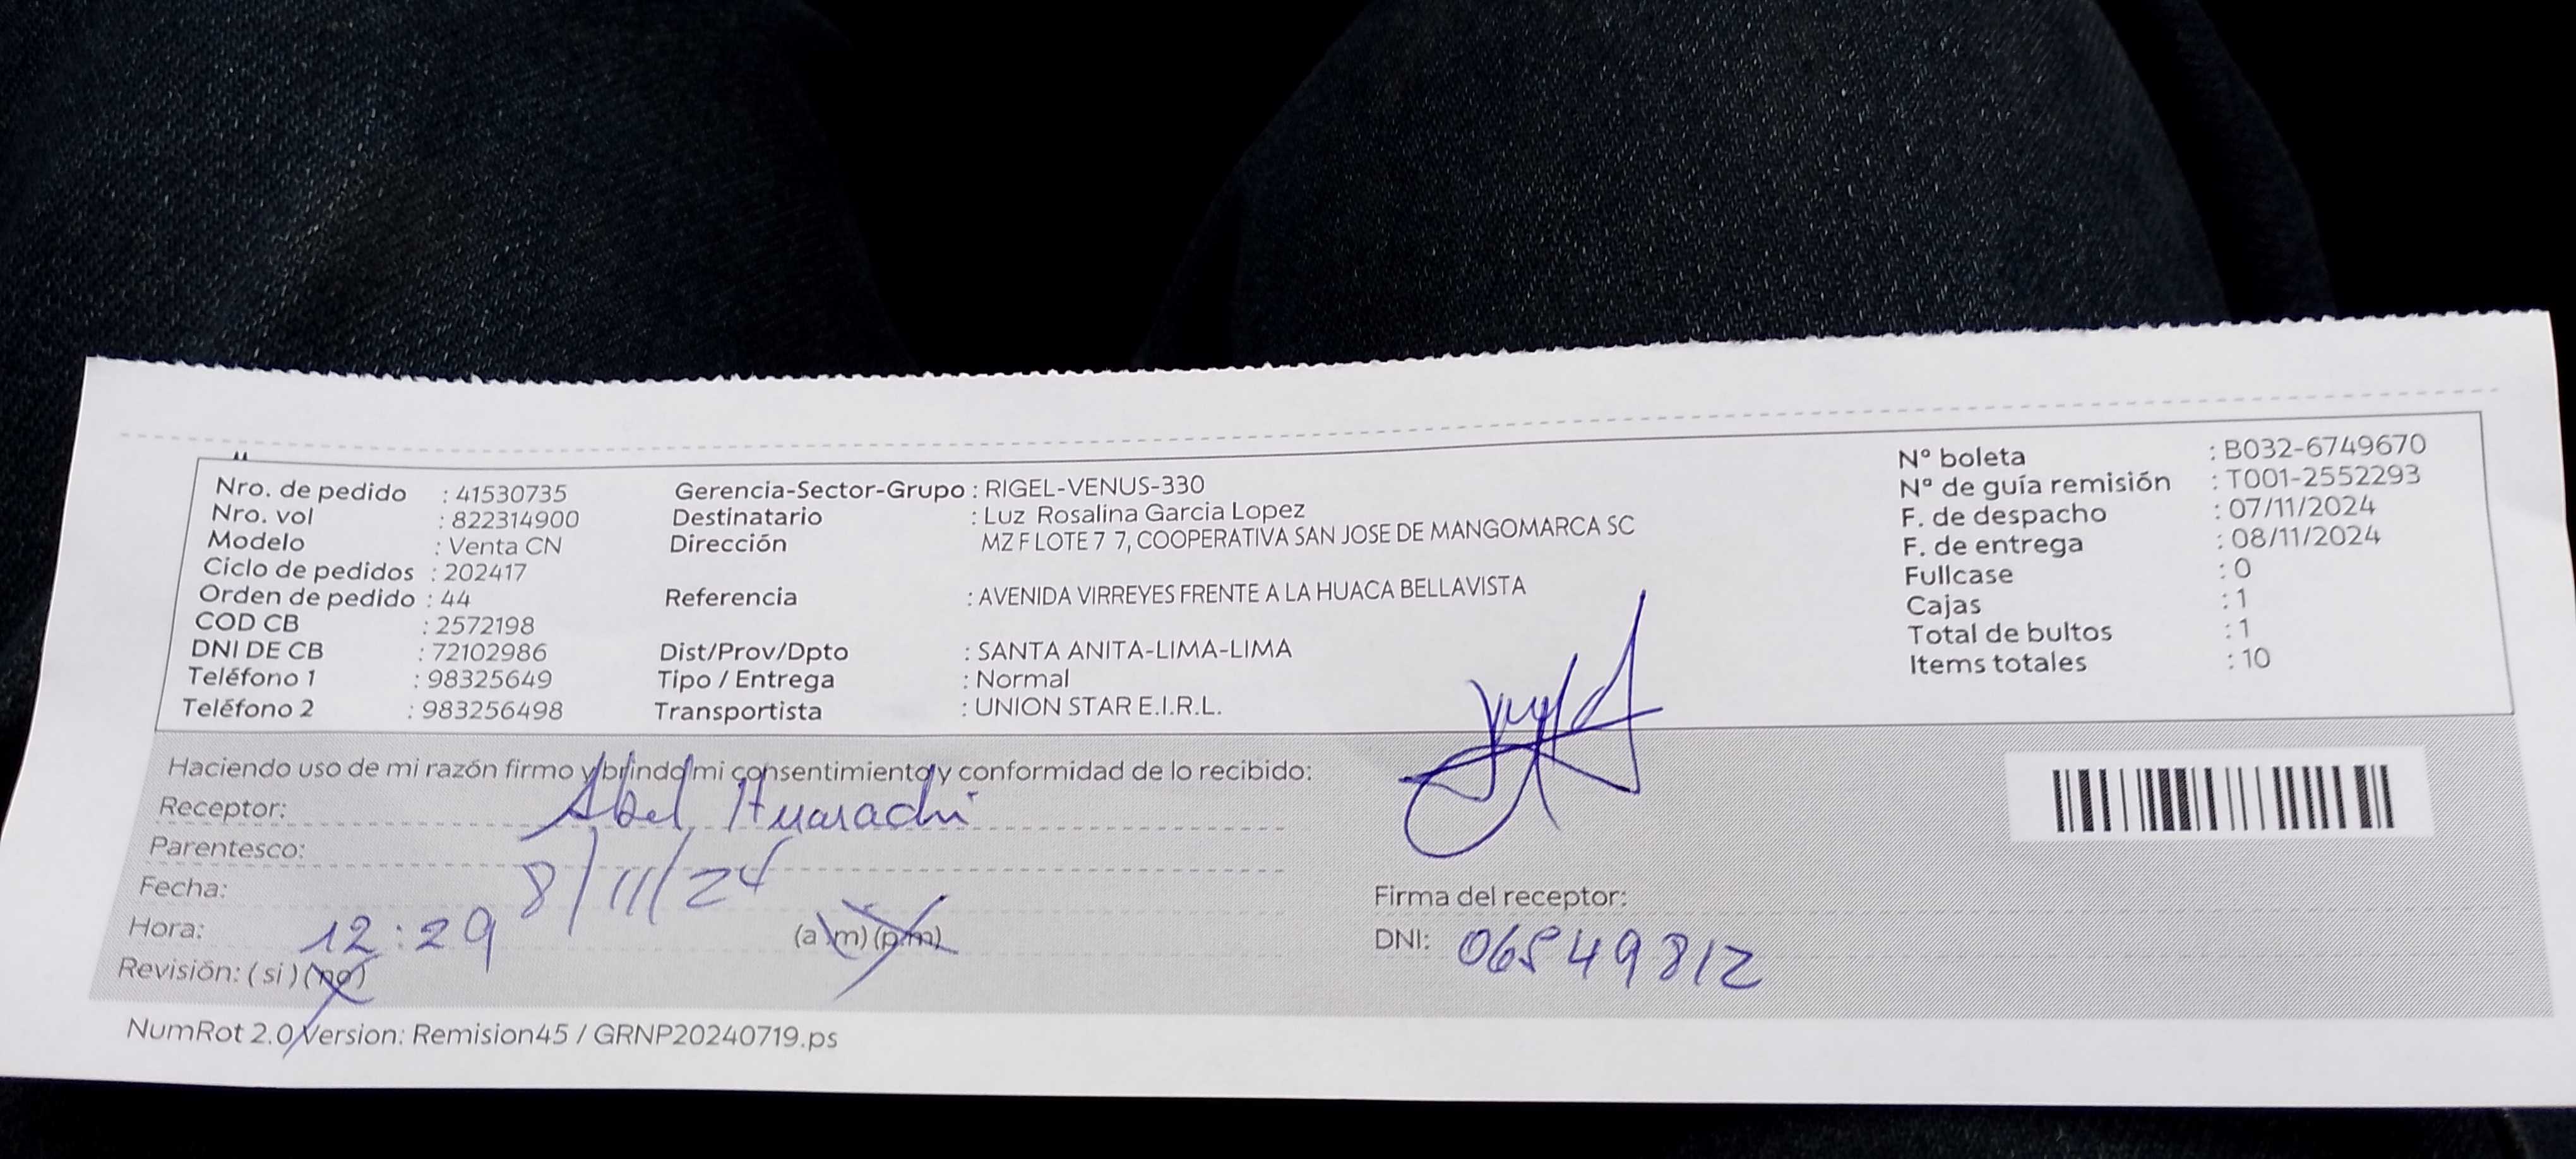 Nro. de pedido : 41530735
Nro. vol : 822314900
Modelo : Venta CN
Ciclo de pedidos : 202417
Orden de pedido : 44
COD CB : 2572198
DNI DE CB : 72102986
Teléfono 1 : 98325649
Teléfono 2 : 983256498
Gerencia-Sector-Grupo : RIGEL-VENUS-330
Destinatario : Luz Rosalina Garcia Lopez
Dirección MZ F LOTE 7 7, COOPERATIVA SAN JOSE DE MANGOMARCA SC
Referencia : AVENIDA VIRREYES FRENTE A LA HUACA BELLAVISTA
Dist/Prov/Dpto : SANTA ANITA-LIMA-LIMA
Tipo / Entrega : Normal
Transportista : UNION STAR E.I.R.L.
Nº boleta : B032-6749670
Nº de guía remisión : T001-2552293
F. de despacho : 07/11/2024
F. de entrega : 08/11/2024
Fullcase : 0
Cajas : 1
Total de bultos : 1
Items totales : 10
Haciendo uso de mi razón firmo y brindo mi consentimiento y conformidad de lo recibido:
Receptor: Abel Huarachi
Parentesco:
Fecha: 8/11/24
Hora: 12:29 (a.m) (p.m)
Revisión: (si) (no)
Firma del receptor:
DNI: 06549812
NumRot 2.0/Version: Remision45 / GRNP20240719.ps